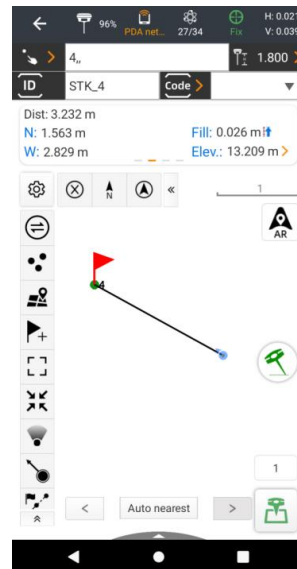 96% PDA net... 27/34 Fix H: 0.02
V: 0.039
4,, 1.800
ID STK_4 Code
Dist: 3.232 m
N: 1.563 m Fill: 0.026 m
W: 2.829 m Elev.: 13.209 m
N « 1
AR
4
1
< Auto nearest >